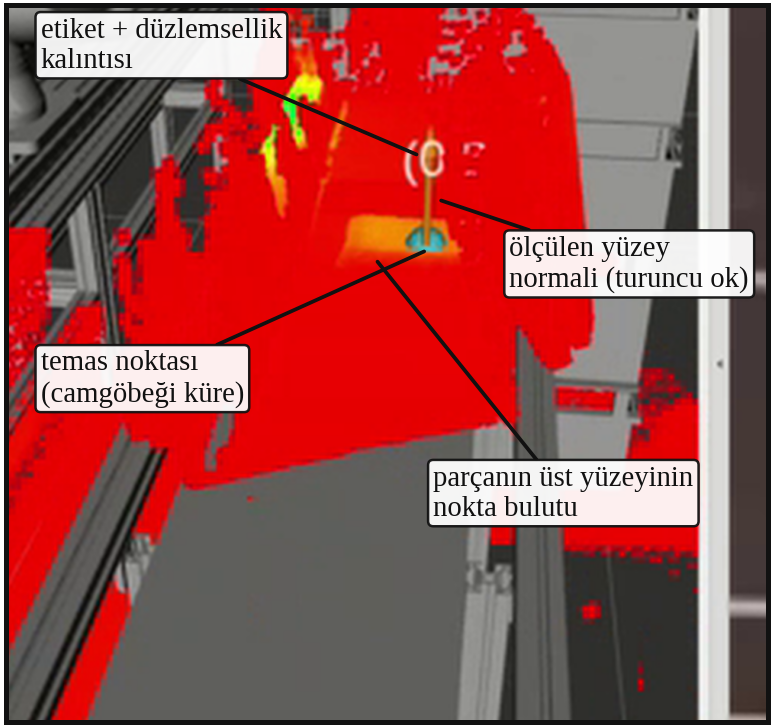 etiket + düzlemsellik
kalıntısı
ölçülen yüzey
normali (turuncu ok)
temas noktası
(camgöbeği küre)
parçanın üst yüzeyinin
nokta bulutu